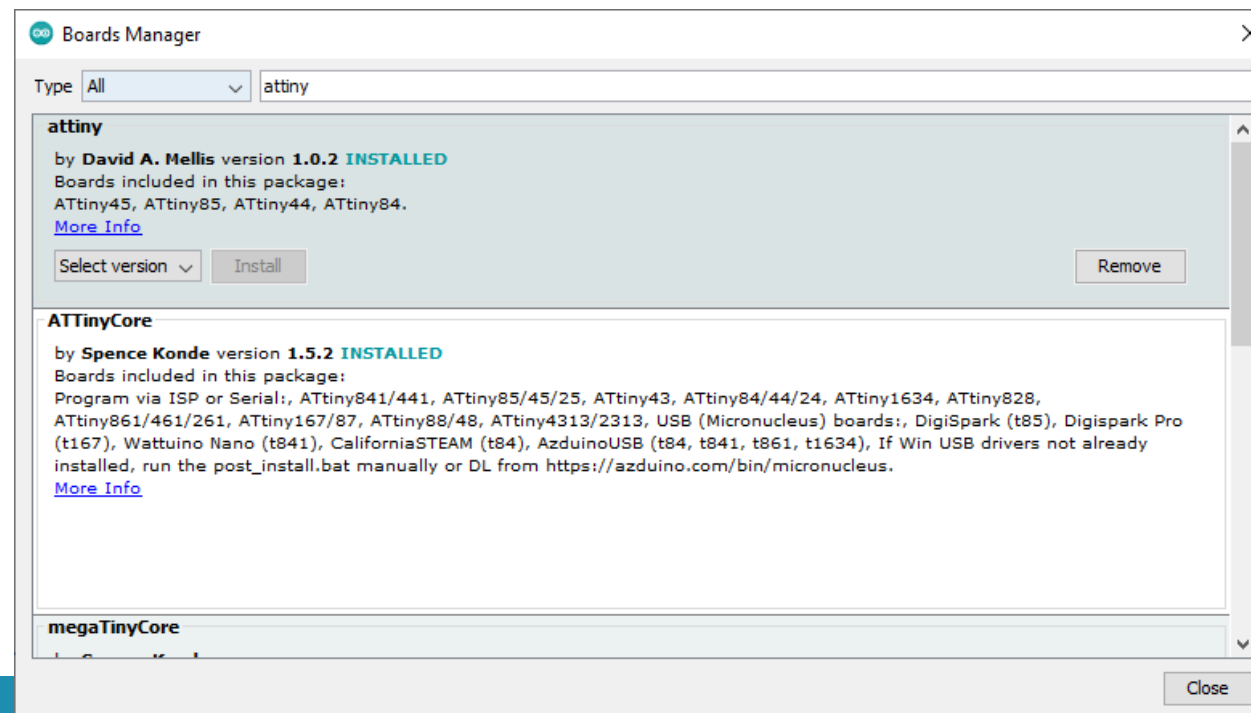 Boards Manager
Type All attiny
attiny
by David A. Mellis version 1.0.2 INSTALLED
Boards included in this package:
ATtiny45, ATtiny85, ATtiny44, ATtiny84.
More Info
Select version Install Remove
ATTinyCore
by Spence Konde version 1.5.2 INSTALLED
Boards included in this package:
Program via ISP or Serial:, ATtiny841/441, ATtiny85/45/25, ATtiny43, ATtiny84/44/24, ATtiny1634, ATtiny828,
ATtiny861/461/261, ATtiny167/87, ATtiny88/48, ATtiny4313/2313, USB (Micronucleus) boards:, DigiSpark (t85), Digispark Pro
(t167), Wattuino Nano (t841), CaliforniaSTEAM (t84), AzduinoUSB (t84, t841, t861, t1634), If Win USB drivers not already
installed, run the post_install.bat manually or DL from https://azduino.com/bin/micronucleus.
More Info
megaTinyCore
Close